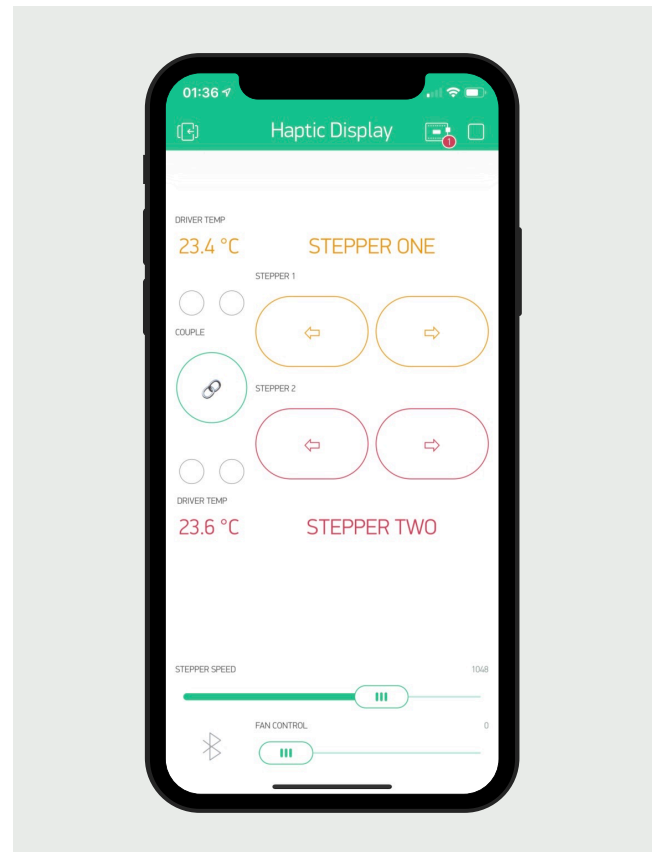 01:36
Haptic Display
1
DRIVER TEMP
23.4 °C
STEPPER ONE
STEPPER 1
COUPLE
STEPPER 2
DRIVER TEMP
23.6 °C
STEPPER TWO
STEPPER SPEED
1048
FAN CONTROL
0